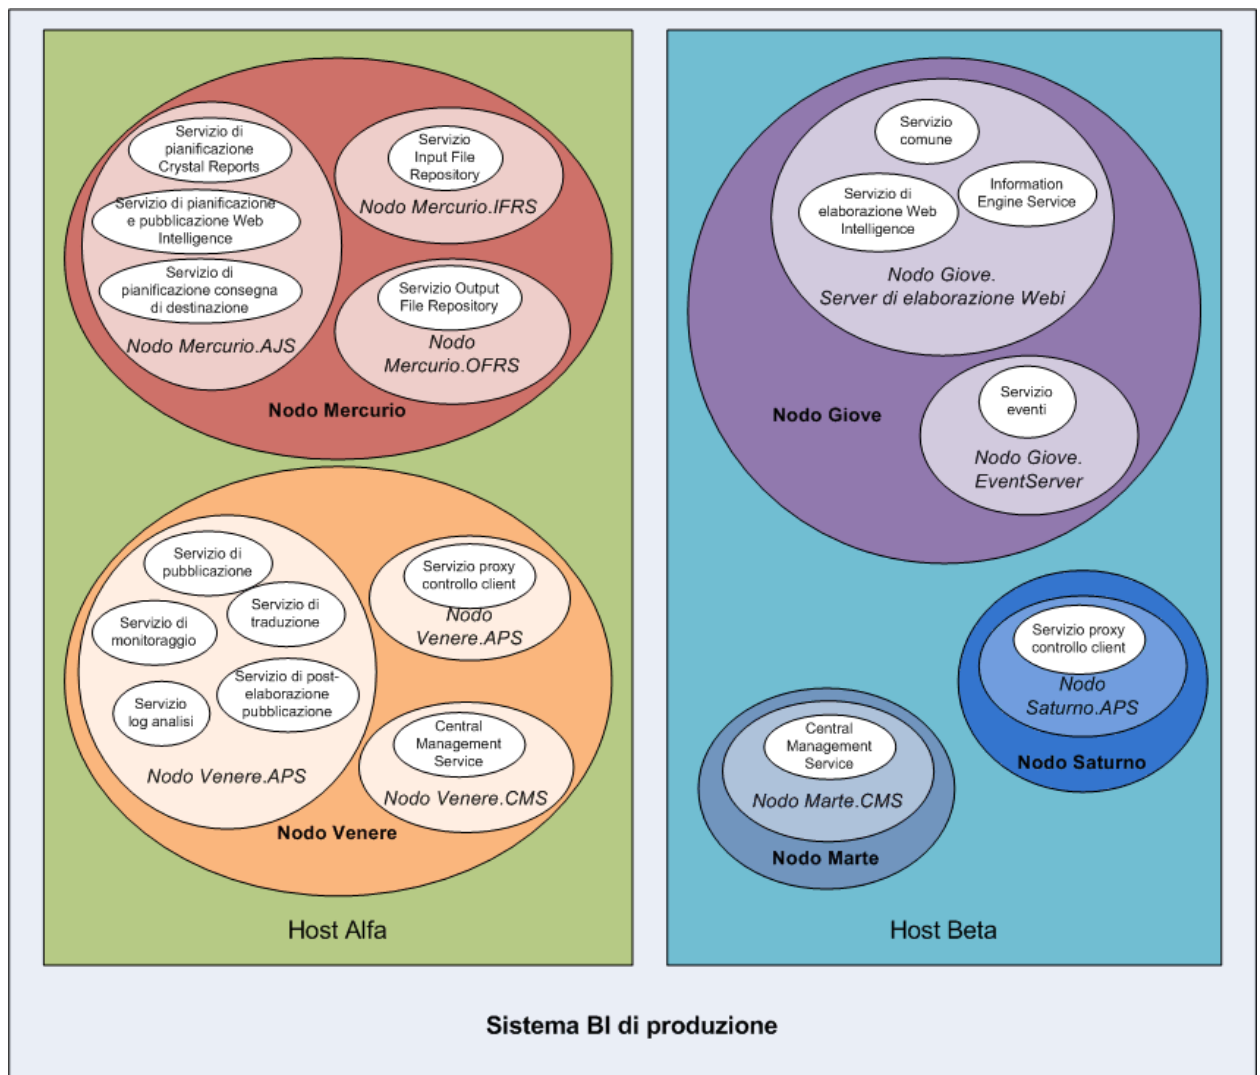 Servizio di
pianificazione
Crystal Reports
Servizio di pianificazione
e pubblicazione Web
Intelligence
Servizio di
pianificazione consegna
di destinazione
Nodo Mercurio.AJS
Servizio
Input File
Repository
Nodo Mercurio.IFRS
Servizio Output
File Repository
Nodo
Mercurio.OFRS
Nodo Mercurio
Servizio di
pubblicazione
Servizio di
traduzione
Servizio di
monitoraggio
Servizio di post-
elaborazione
pubblicazione
Servizio
log analisi
Nodo Venere.APS
Servizio proxy
controllo client
Nodo
Venere.APS
Central
Management
Service
Nodo Venere.CMS
Nodo Venere
Host Alfa
Servizio
comune
Servizio di
elaborazione Web
Intelligence
Information
Engine Service
Nodo Giove.
Server di elaborazione Webi
Servizio
eventi
Nodo Giove.
EventServer
Nodo Giove
Servizio proxy
controllo client
Nodo
Saturno.APS
Nodo Saturno
Central
Management
Service
Nodo Marte.CMS
Nodo Marte
Host Beta
Sistema BI di produzione